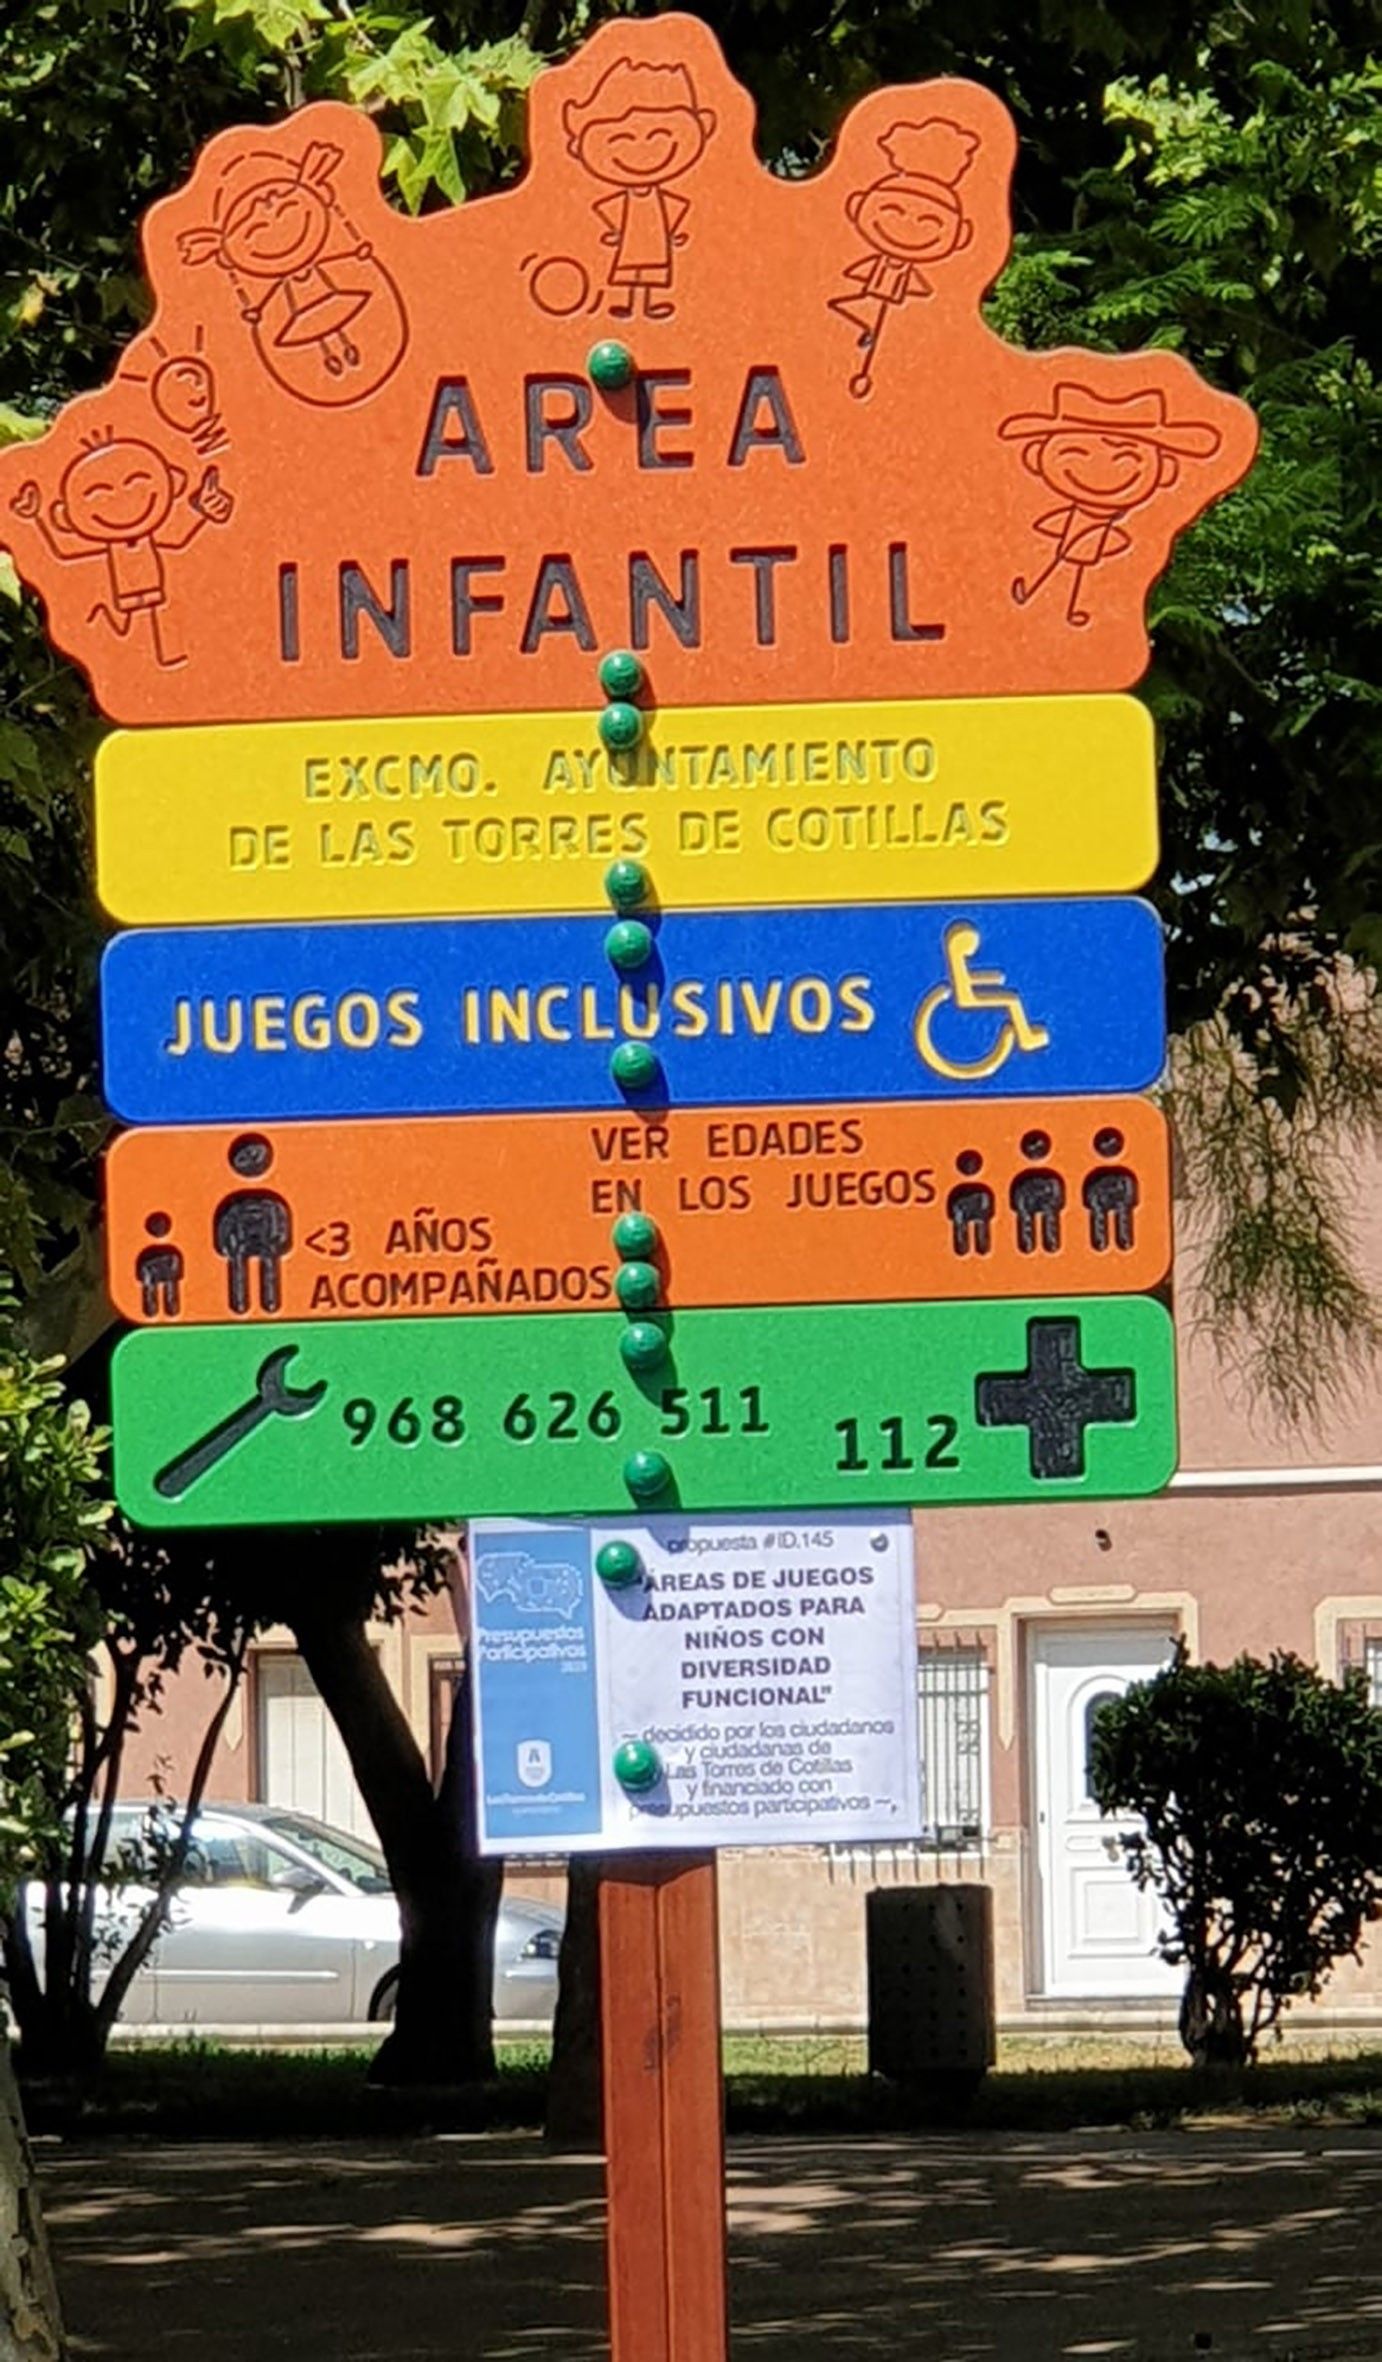 AREA
INFANTIL
EXCMO. AYUNTAMIENTO
DE LAS TORRES DE COTILLAS
JUEGOS INCLUSIVOS
VER EDADES
EN LOS JUEGOS
<3 AÑOS
ACOMPAÑADOS
968 626 511
112
propuesta #ID.145
"ÁREAS DE JUEGOS
ADAPTADOS PARA
NIÑOS CON
DIVERSIDAD
FUNCIONAL"
~ decidido por los ciudadanos
y ciudadanas de
Las Torres de Cotillas
y financiado con
presupuestos participativos ~,
Presupuestos
Participativos